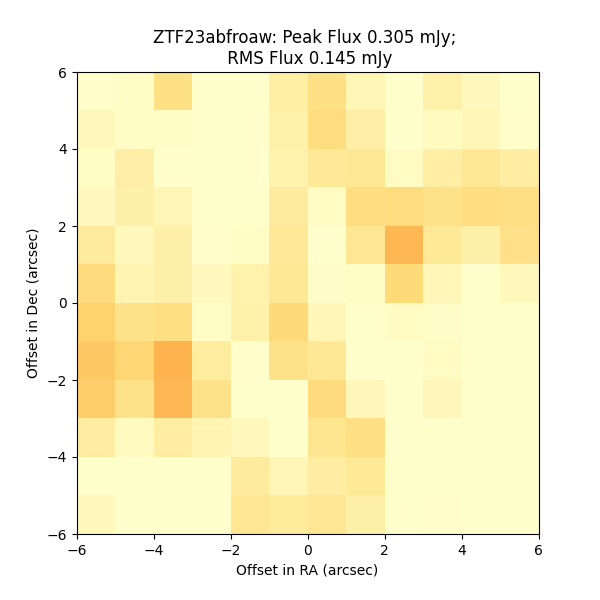 ZTF23abfroaw: Peak Flux 0.305 mJy;
RMS Flux 0.145 mJy
6
4
2
0
−2
−4
−6
Offset in Dec (arcsec)
−6 −4 −2 0 2 4 6
Offset in RA (arcsec)